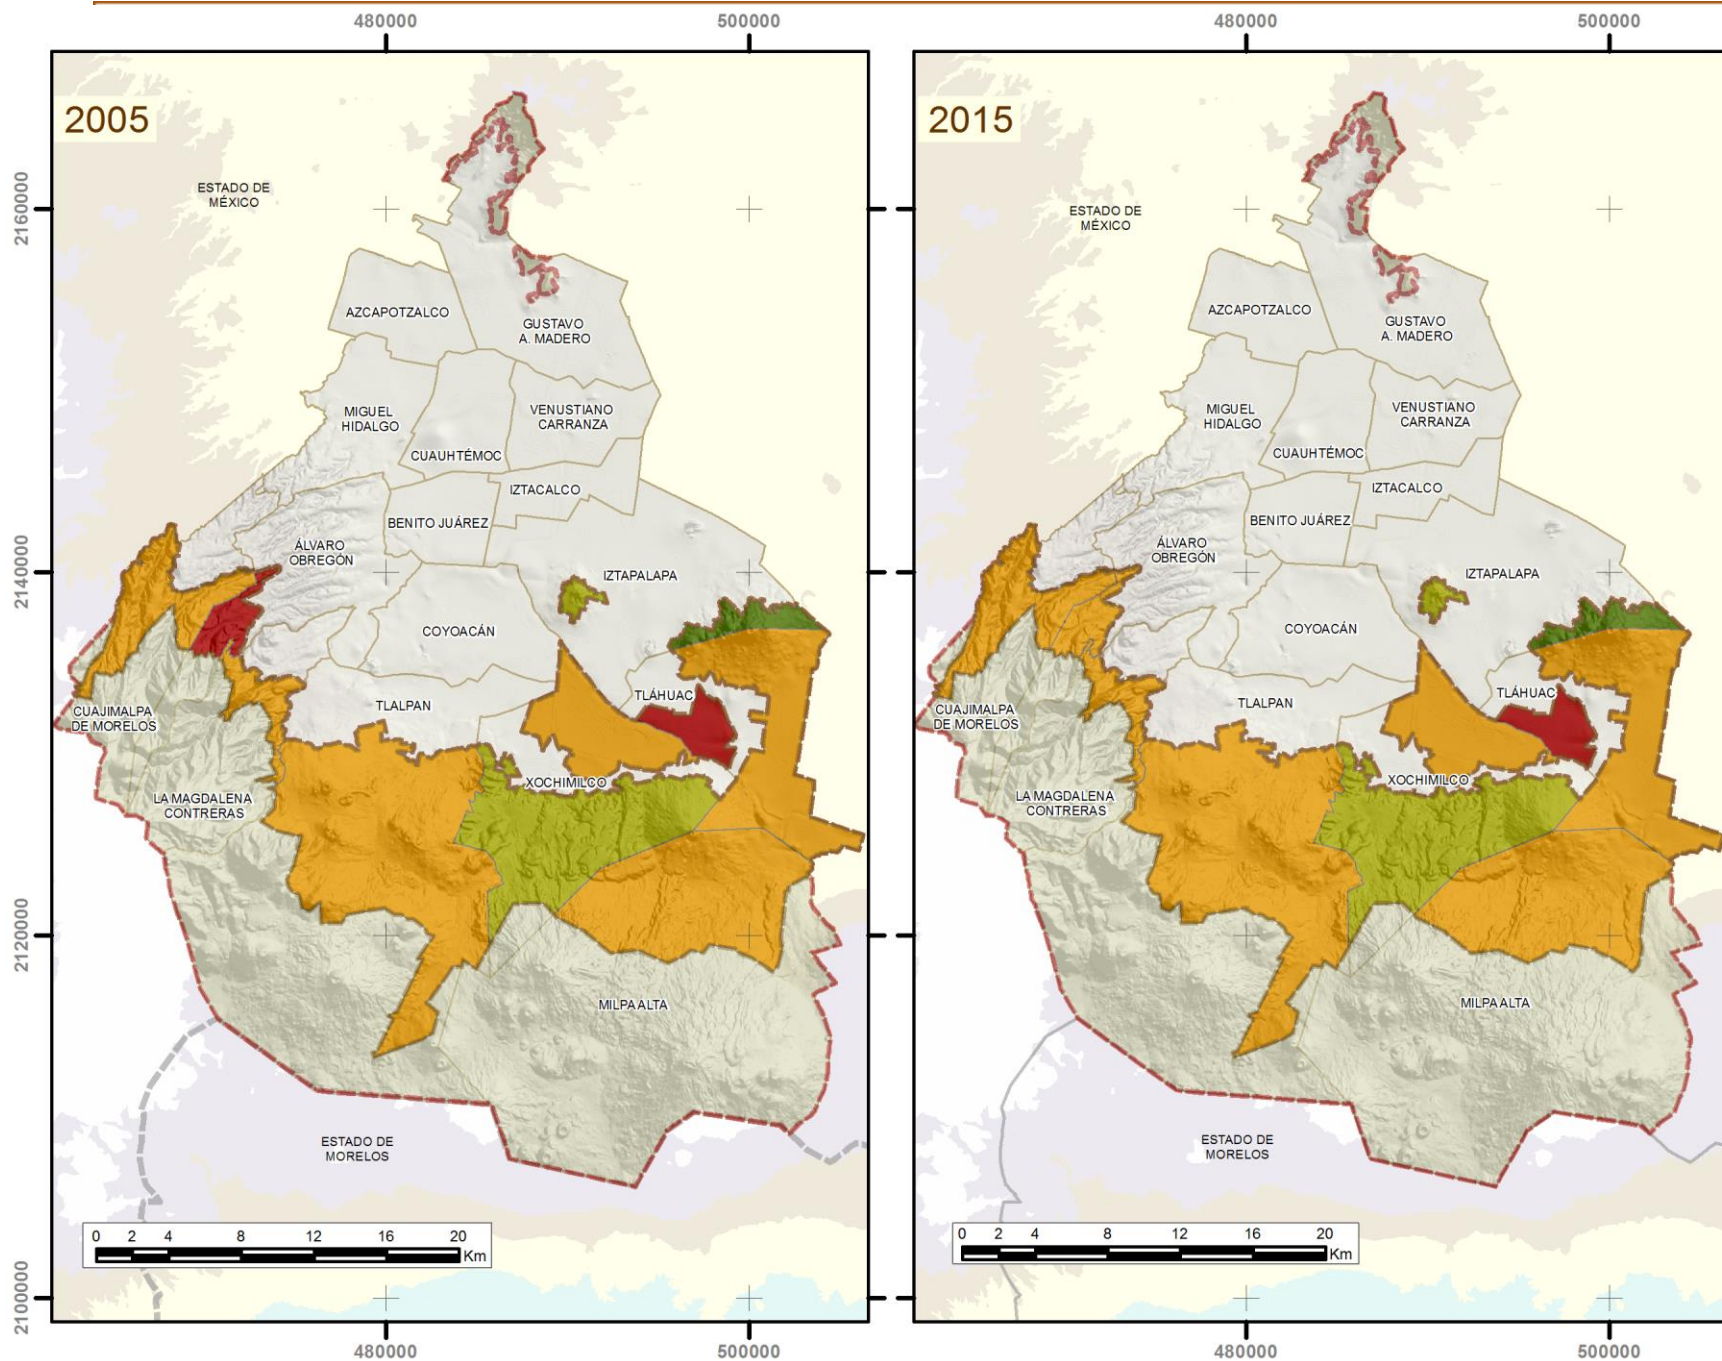 480000
500000
480000
500000
2005
2015
2160000
2140000
2120000
2100000
ESTADO DE
MÉXICO
AZCAPOTZALCO
GUSTAVO
A. MADERO
MIGUEL
HIDALGO
VENUSTIANO
CARRANZA
CUAUHTÉMOC
IZTACALCO
BENITO JUÁREZ
ÁLVARO
OBREGÓN
IZTAPALAPA
COYOACÁN
TLÁHUAC
TLALPAN
CUAJIMALPA
DE MORELOS
XOCHIMILCO
LA MAGDALENA
CONTRERAS
MILPA ALTA
ESTADO DE
MORELOS
0 2 4 8 12 16 20
Km
ESTADO DE
MÉXICO
AZCAPOTZALCO
GUSTAVO
A. MADERO
MIGUEL
HIDALGO
VENUSTIANO
CARRANZA
CUAUHTÉMOC
IZTACALCO
BENITO JUÁREZ
ÁLVARO
OBREGÓN
IZTAPALAPA
COYOACÁN
TLÁHUAC
TLALPAN
CUAJIMALPA
DE MORELOS
XOCHIMILCO
LA MAGDALENA
CONTRERAS
MILPA ALTA
ESTADO DE
MORELOS
0 2 4 8 12 16 20
Km
480000
500000
480000
500000